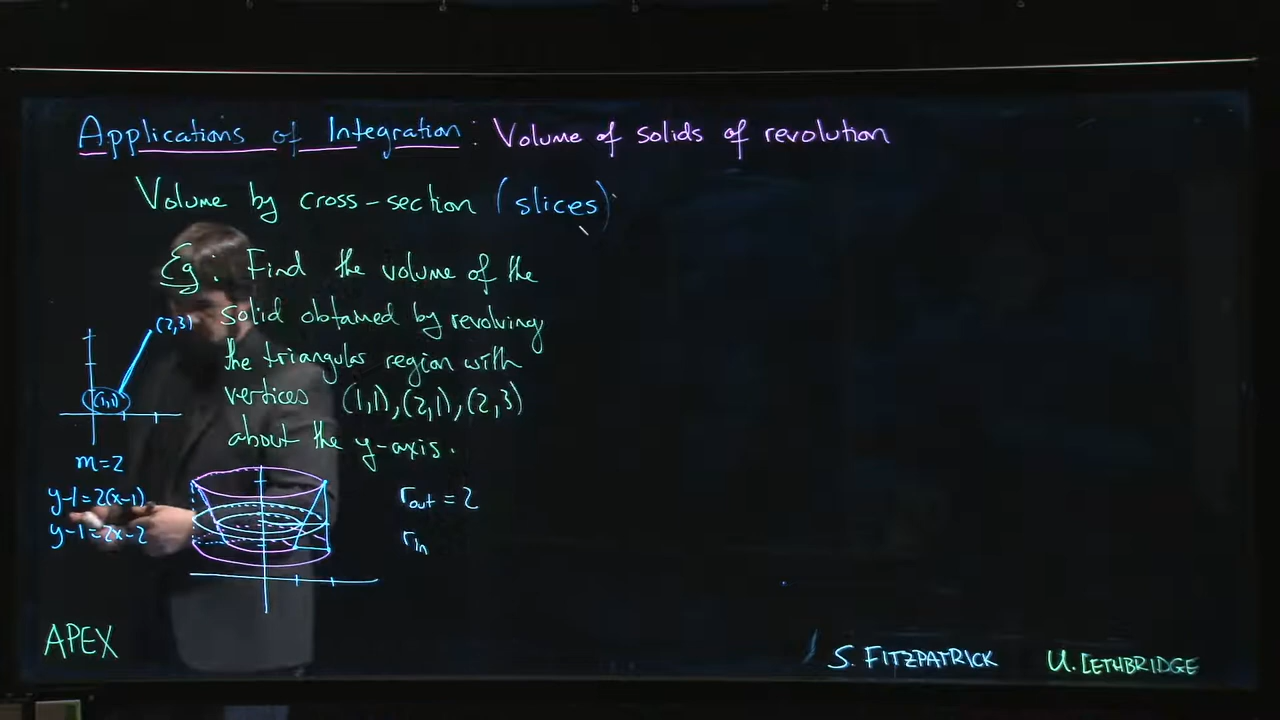 Applications of Integration: Volume of solids of revolution
Volume by cross-section (slices)
Eg: Find the volume of the
solid obtained by revolving
the triangular region with
vertices (1,1), (2,1), (2,3)
about the y-axis.
(2,3)
(1,1)
m=2
y-1=2(x-1)
y-1=2x-2
r_out = 2
r_in
APEX
S. FITZPATRICK
U. LETHBRIDGE